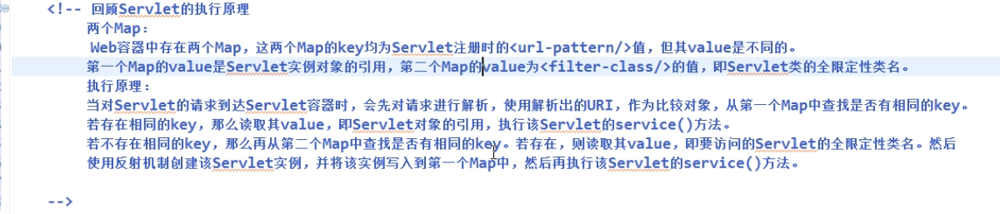 <!-- 回顾Servlet的执行原理
两个Map：
Web容器中存在两个Map，这两个Map的key均为Servlet注册时的<url-pattern/>值，但其value是不同的。
第一个Map的value是Servlet实例对象的引用，第二个Map的value为<filter-class/>的值，即Servlet类的全限定性类名。
执行原理：
当对Servlet的请求到达Servlet容器时，会先对请求进行解析，使用解析出的URI，作为比较对象，从第一个Map中查找是否有相同的key。
若存在相同的key，那么读取其value，即Servlet对象的引用，执行该Servlet的service()方法。
若不存在相同的key，那么再从第二个Map中查找是否有相同的key。若存在，则读取其value，即要访问的Servlet的全限定性类名。然后
使用反射机制创建该Servlet实例，并将该实例写入到第一个Map中，然后再执行该Servlet的service()方法。
-->